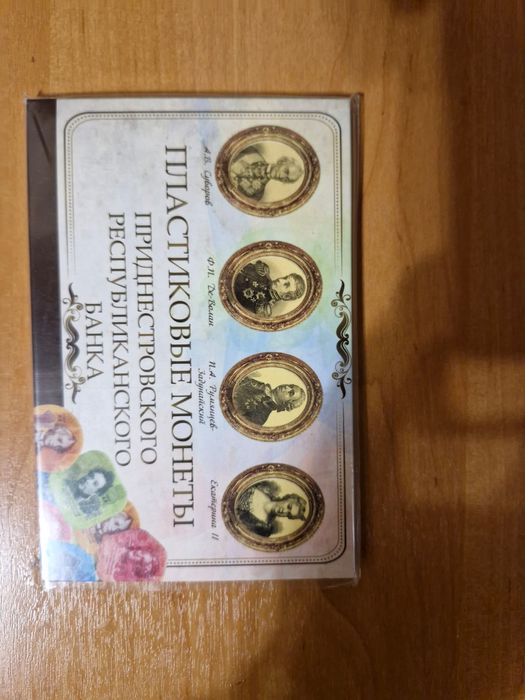 А.В. Суворов
Ф.П. Де-Волан
П.А. Румянцев-
Задунайский
Екатерина II
ПЛАСТИКОВЫЕ МОНЕТЫ
ПРИДНЕСТРОВСКОГО
РЕСПУБЛИКАНСКОГО
БАНКА